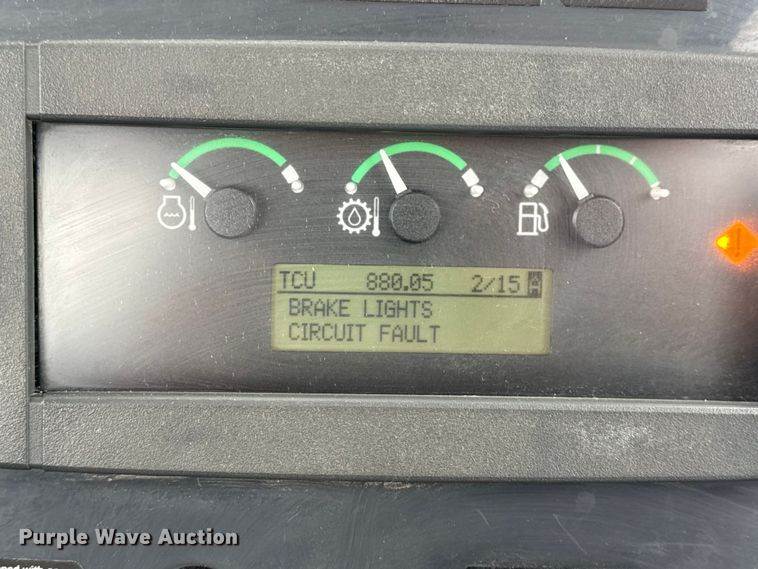 TCU 880.05 2/15 A
BRAKE LIGHTS
CIRCUIT FAULT
Purple Wave Auction